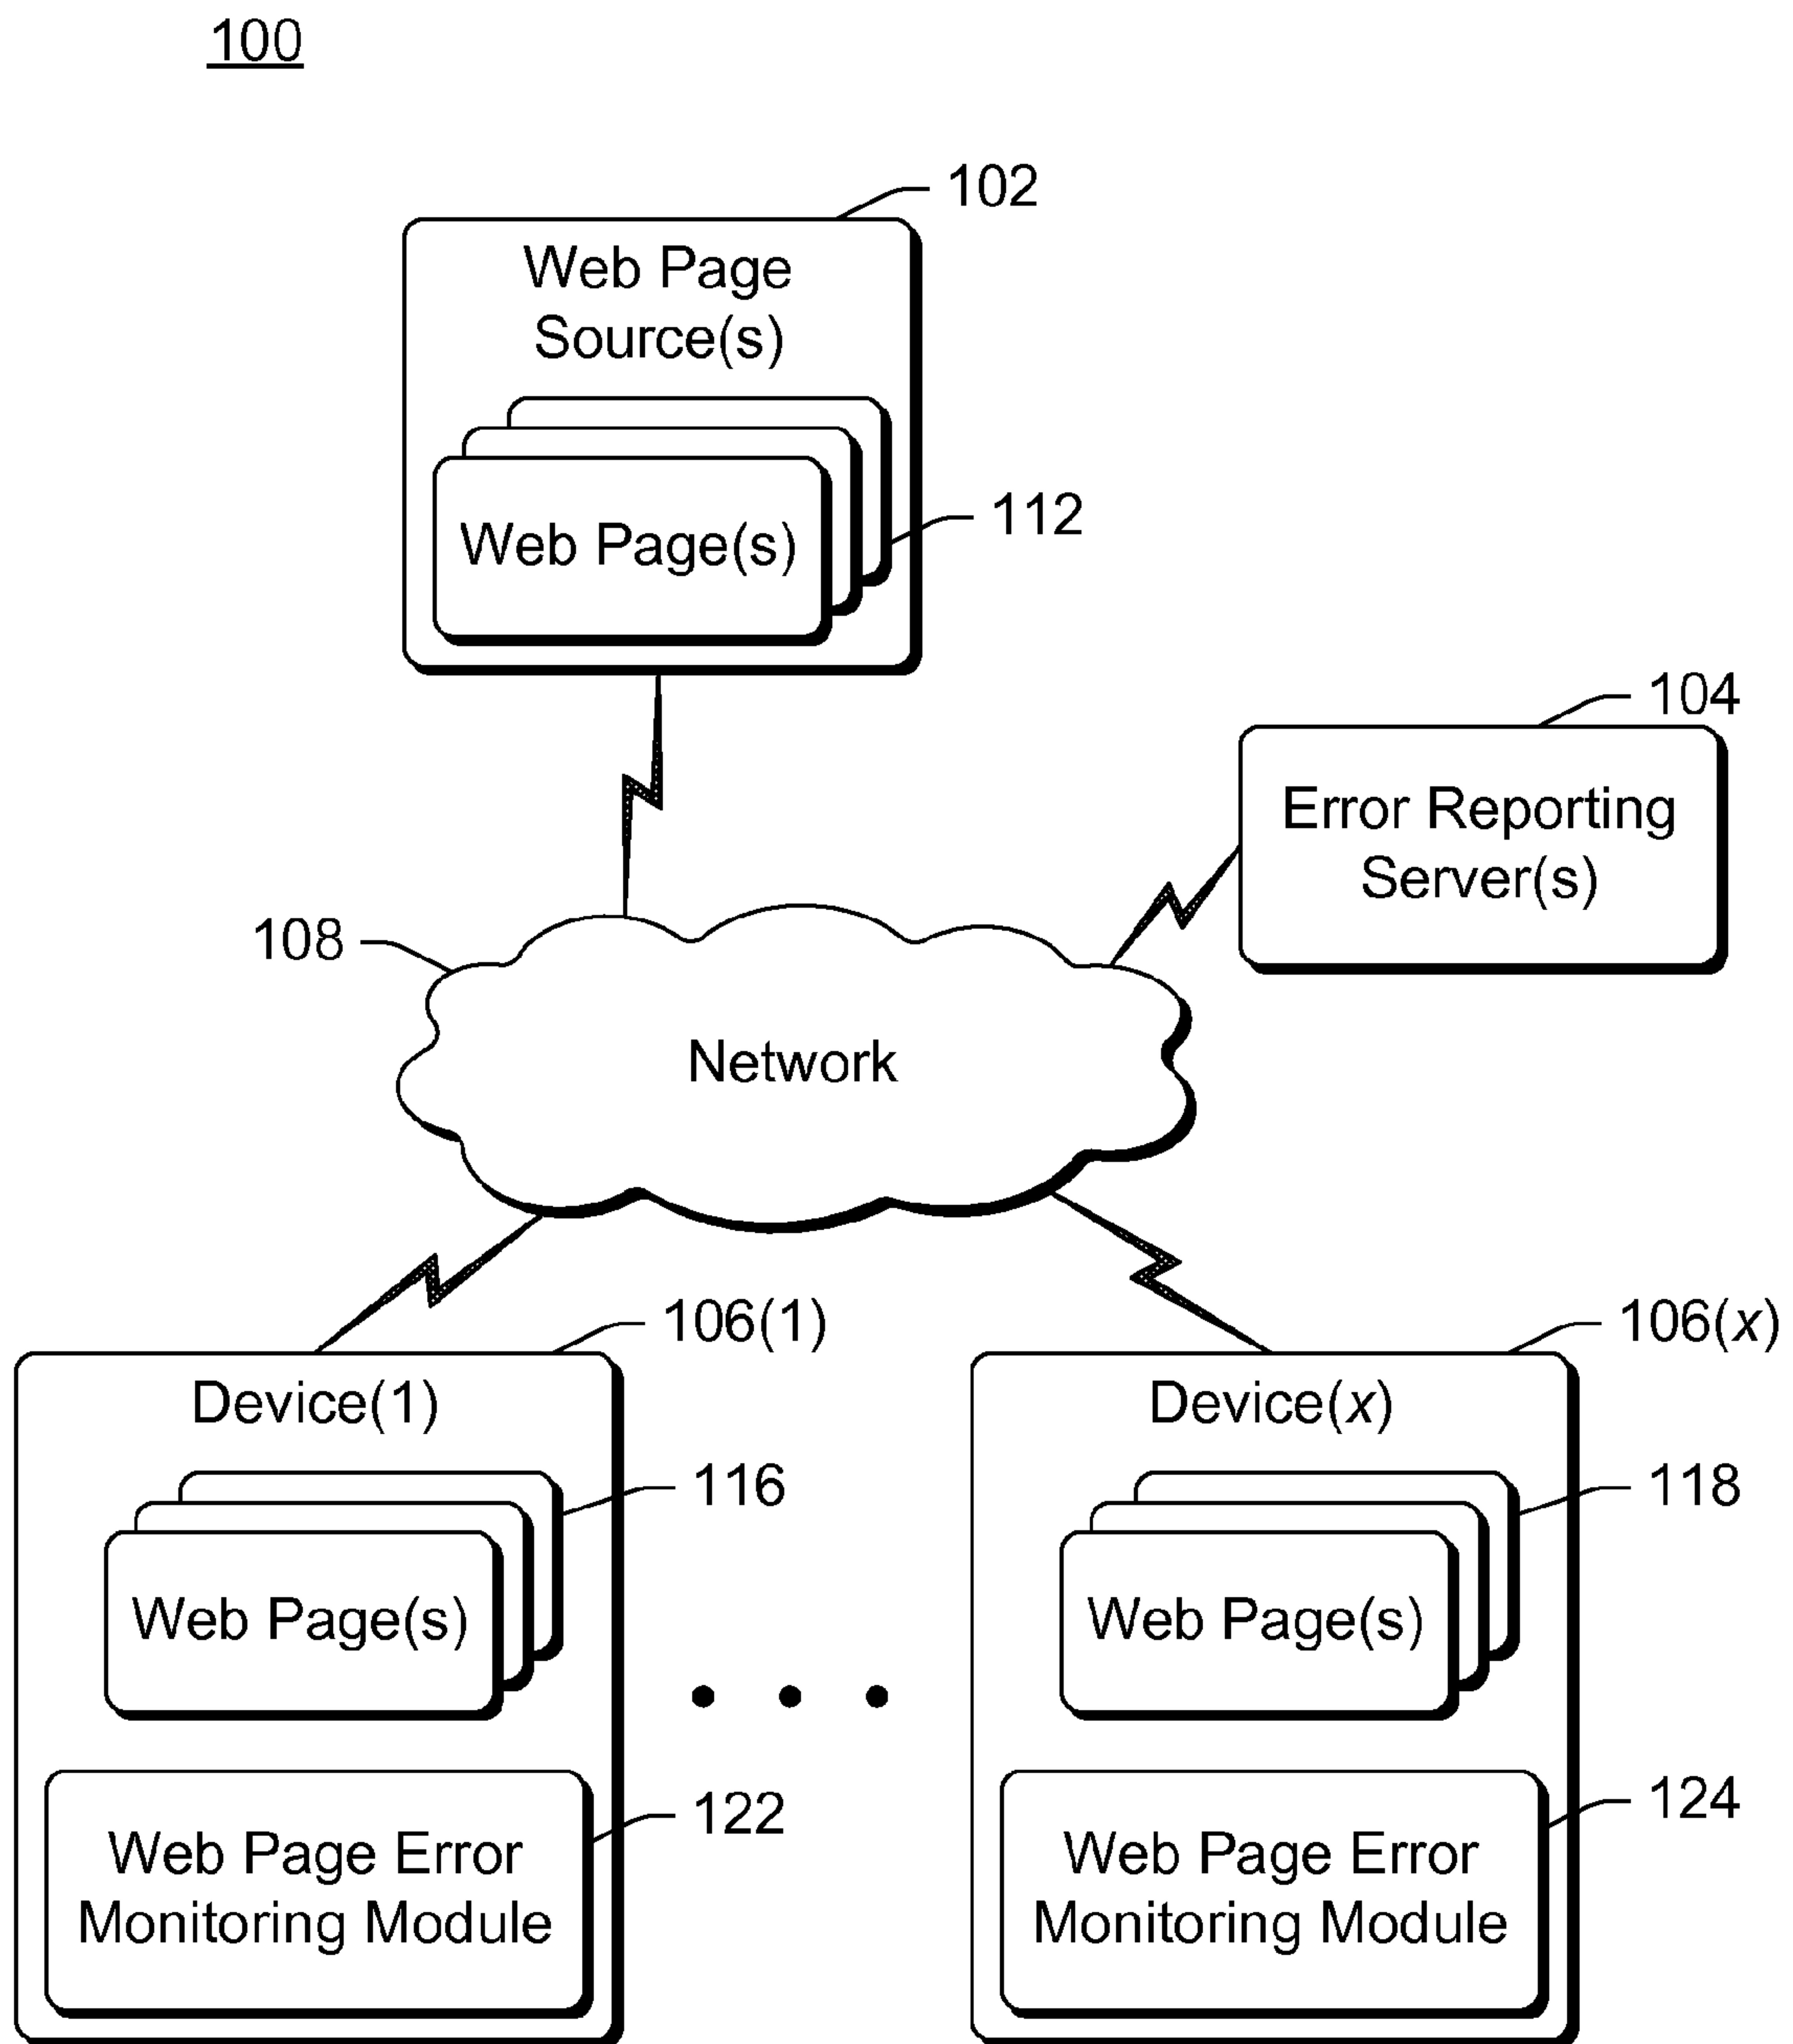 100
102
Web Page
Source(s)
Web Page(s)
112
104
Error Reporting
Server(s)
108
Network
106(1)
106(x)
Device(1)
Device(x)
116
118
Web Page(s)
Web Page(s)
122
124
Web Page Error
Monitoring Module
Web Page Error
Monitoring Module